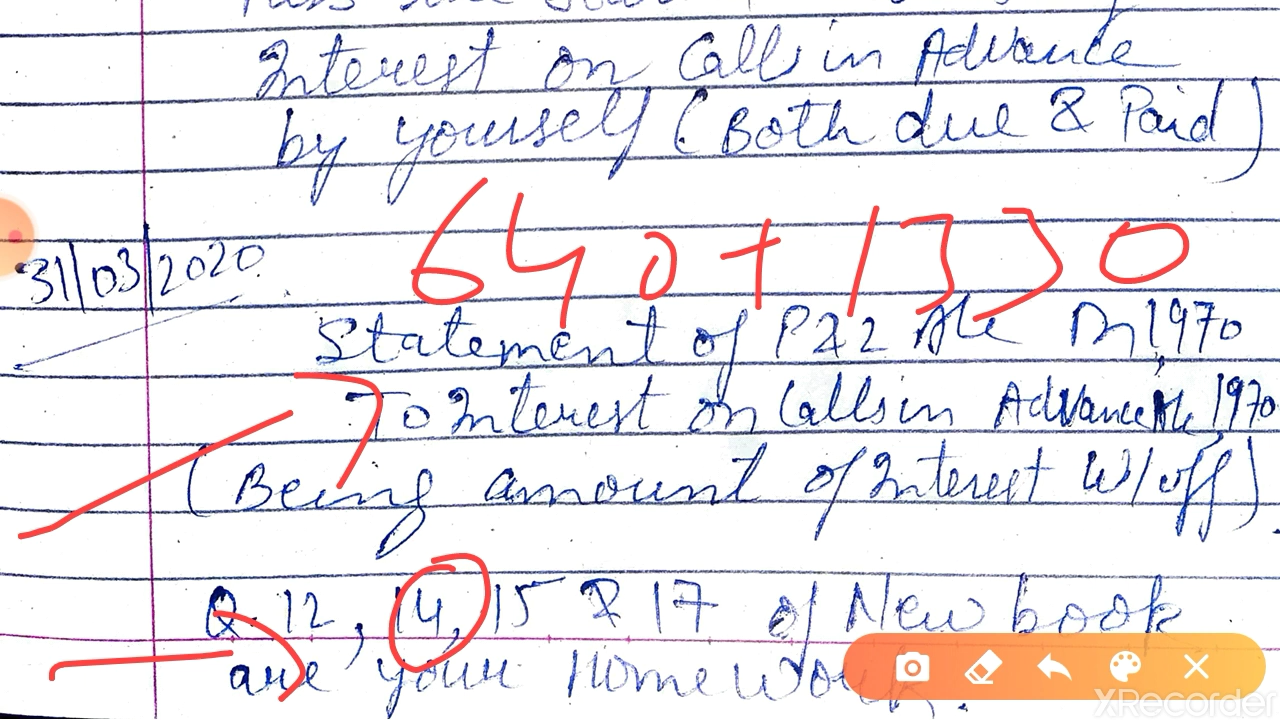 Interest on Calls in Advance
by yourself (Both due & Paid)
640 + 1330
31/03/2020
Statement of P&L A/c Dr 1970
To Interest on Calls in Advance A/c 1970
(Being amount of Interest W/off).
Q. 12, 14, 15 & 17 of New book
are your Homework.
XRecorder